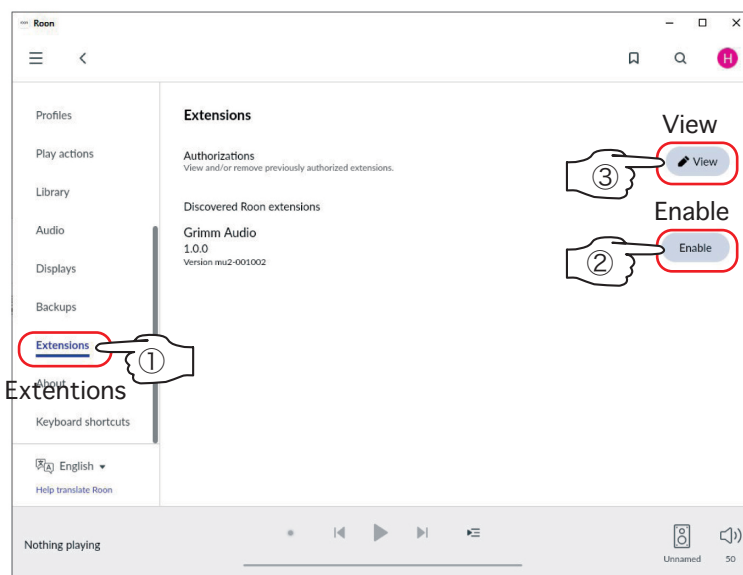 Roon
H
Profiles
Play actions
Library
Audio
Displays
Backups
Extensions
①
Extentions
About
Keyboard shortcuts
English
Help translate Roon
Extensions
Authorizations
View and/or remove previously authorized extensions.
View
③
View
Discovered Roon extensions
Enable
Grimm Audio
1.0.0
Version mu2-001002
②
Enable
Nothing playing
Unnamed
50